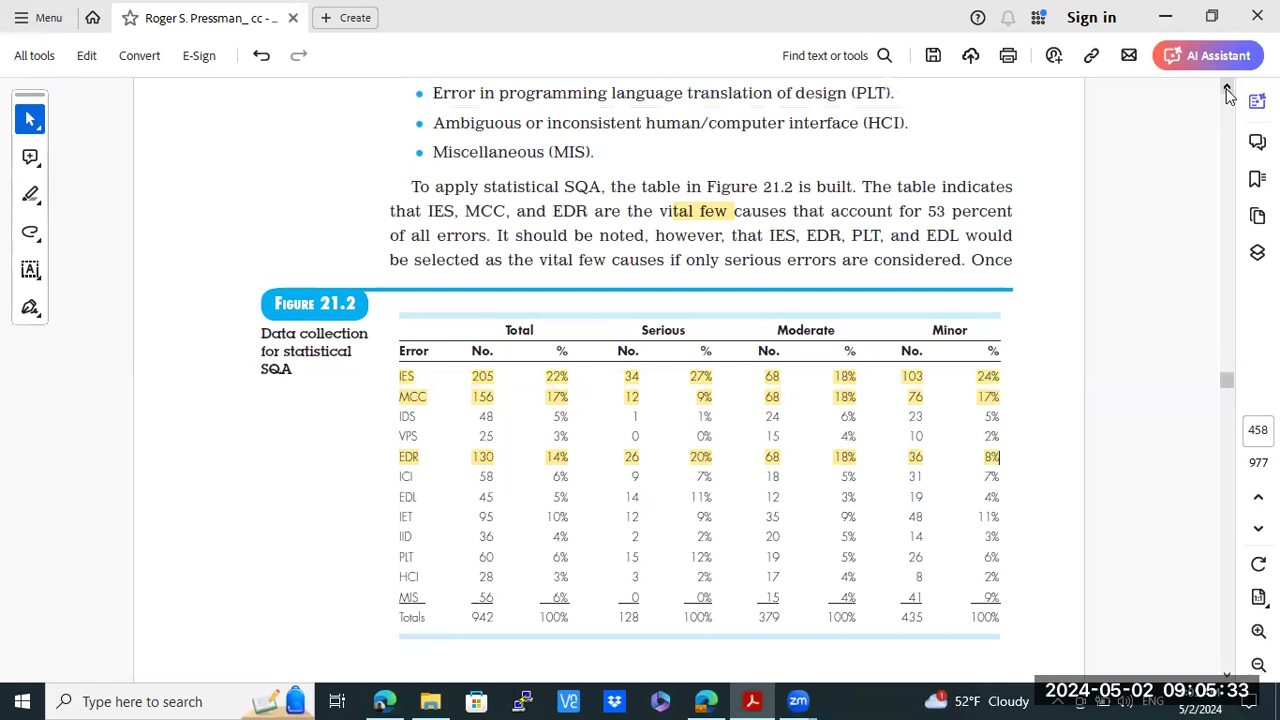 Menu
Roger S. Pressman_ cc - ...
Create
Sign in
All tools Edit Convert E-Sign
Find text or tools
AI Assistant
• Error in programming language translation of design (PLT).
• Ambiguous or inconsistent human/computer interface (HCI).
• Miscellaneous (MIS).
To apply statistical SQA, the table in Figure 21.2 is built. The table indicates
that IES, MCC, and EDR are the vital few causes that account for 53 percent
of all errors. It should be noted, however, that IES, EDR, PLT, and EDL would
be selected as the vital few causes if only serious errors are considered. Once
FIGURE 21.2
Data collection
for statistical
SQA
Total Serious Moderate Minor
Error No. % No. % No. % No. %
IES 205 22% 34 27% 68 18% 103 24%
MCC 156 17% 12 9% 68 18% 76 17%
IDS 48 5% 1 1% 24 6% 23 5%
VPS 25 3% 0 0% 15 4% 10 2%
EDR 130 14% 26 20% 68 18% 36 8%
ICI 58 6% 9 7% 18 5% 31 7%
EDL 45 5% 14 11% 12 3% 19 4%
IET 95 10% 12 9% 35 9% 48 11%
IID 36 4% 2 2% 20 5% 14 3%
PLT 60 6% 15 12% 19 5% 26 6%
HCI 28 3% 3 2% 17 4% 8 2%
MIS 56 6% 0 0% 15 4% 41 9%
Totals 942 100% 128 100% 379 100% 435 100%
458
977
Type here to search
52°F Cloudy
ENG
2024-05-02 09:05:33
5/2/2024